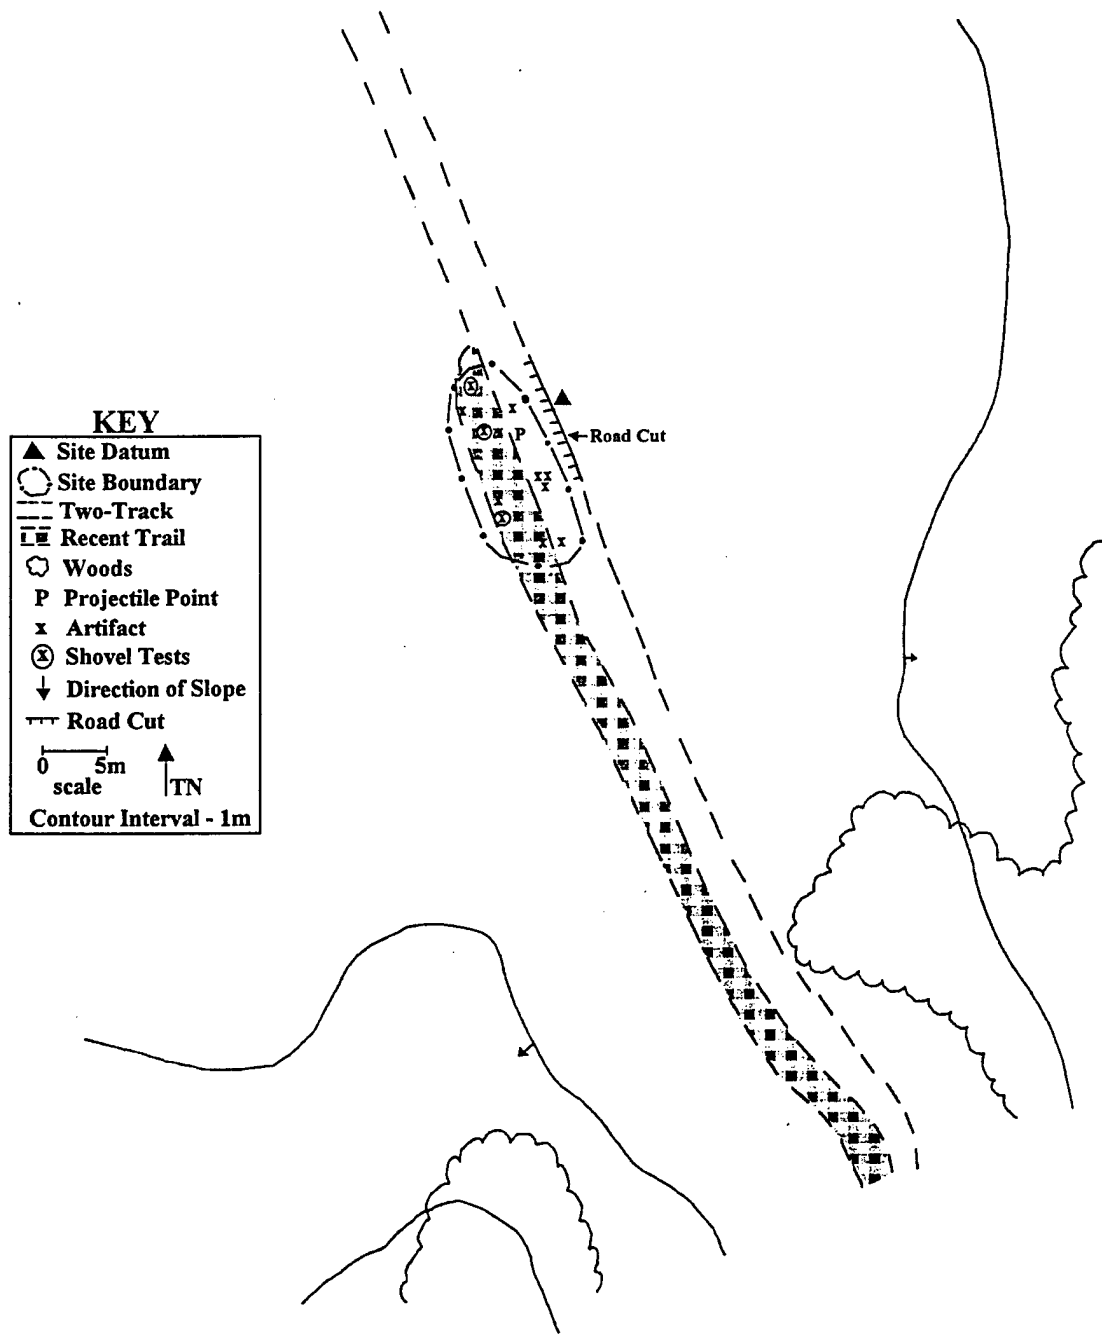 Road Cut
P
KEY
Site Datum
Site Boundary
Two-Track
Recent Trail
Woods
P Projectile Point
x Artifact
Shovel Tests
Direction of Slope
Road Cut
0 5m
scale
TN
Contour Interval - 1m